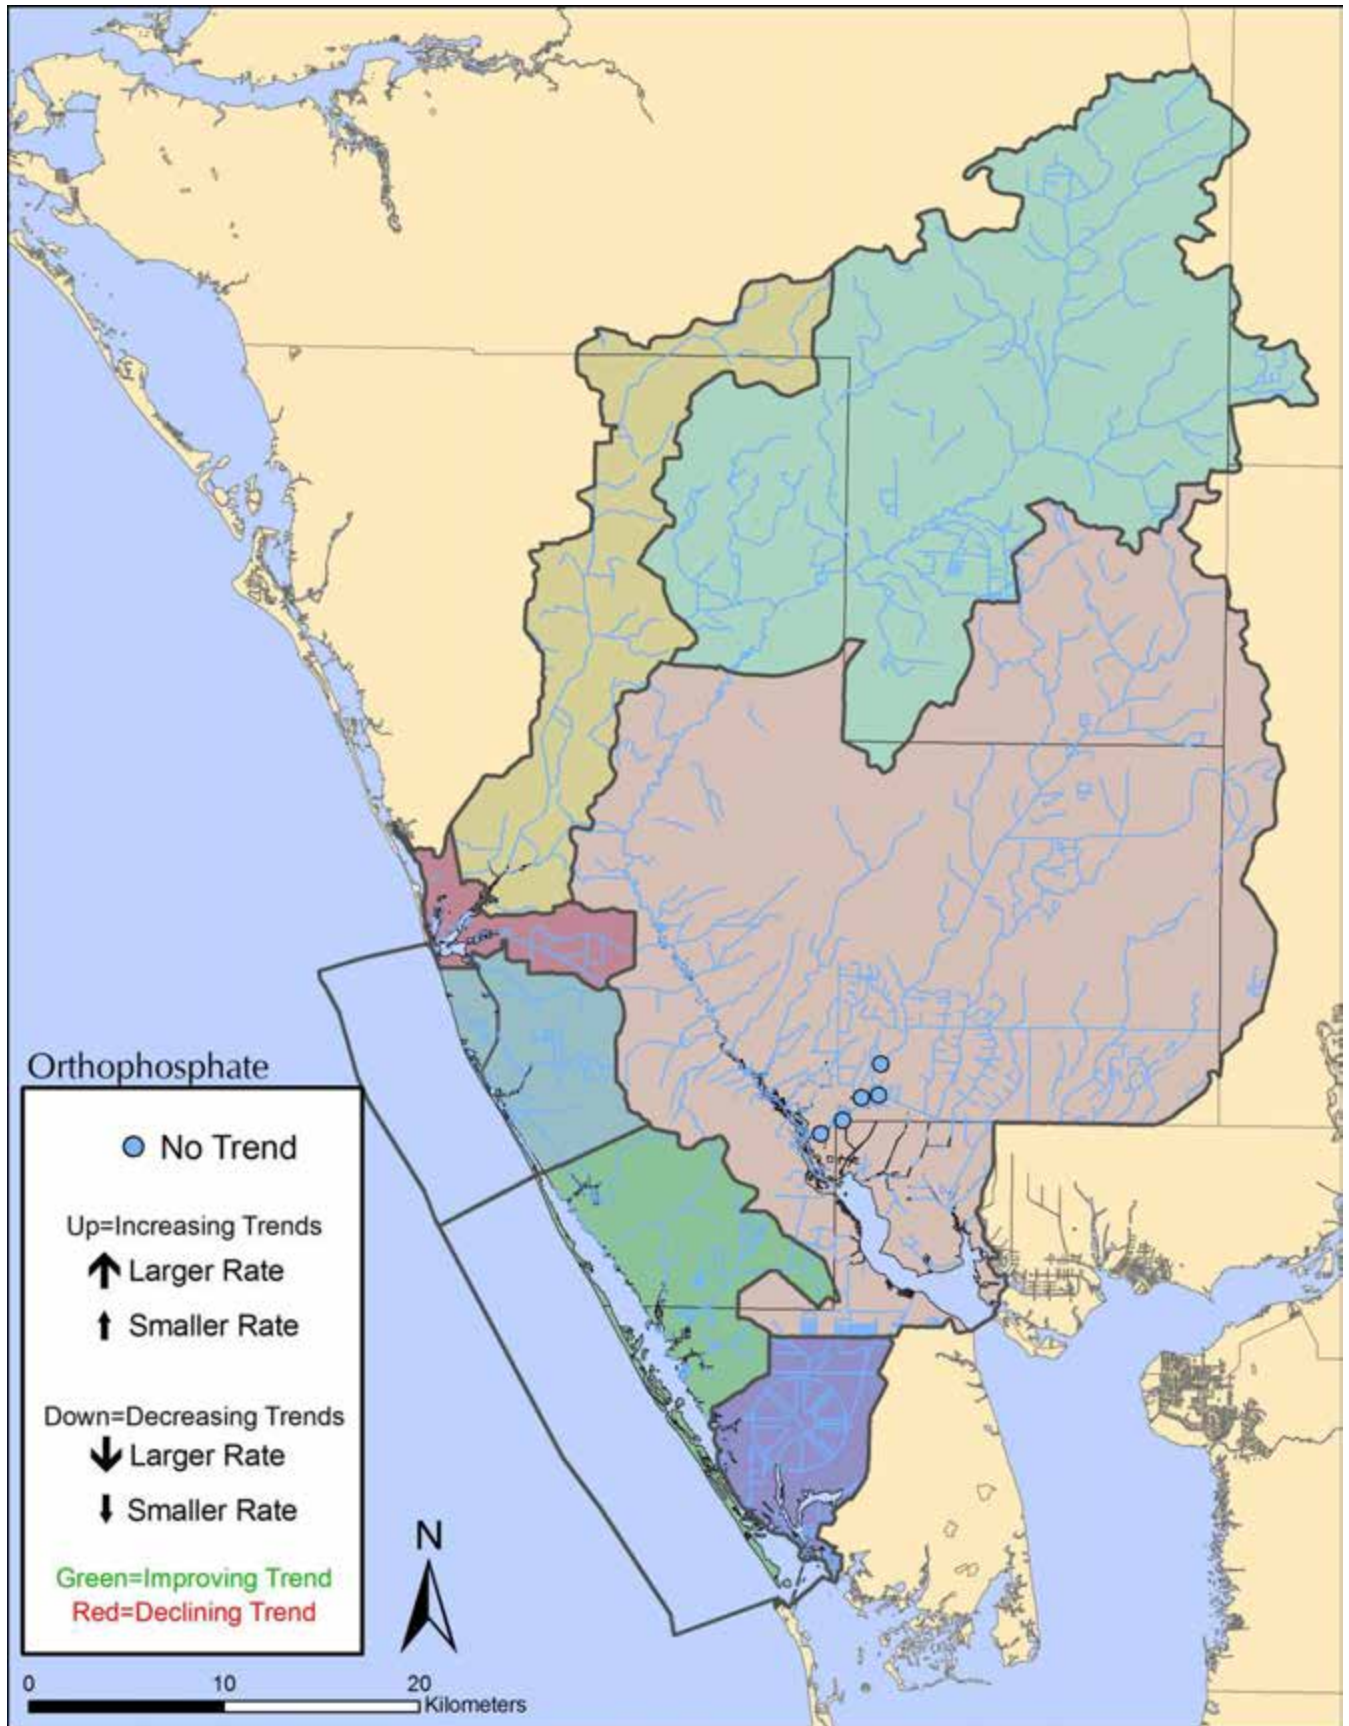 Orthophosphate
No Trend
Up=Increasing Trends
Larger Rate
Smaller Rate
Down=Decreasing Trends
Larger Rate
Smaller Rate
Green=Improving Trend
Red=Declining Trend
N
0 10 20
Kilometers